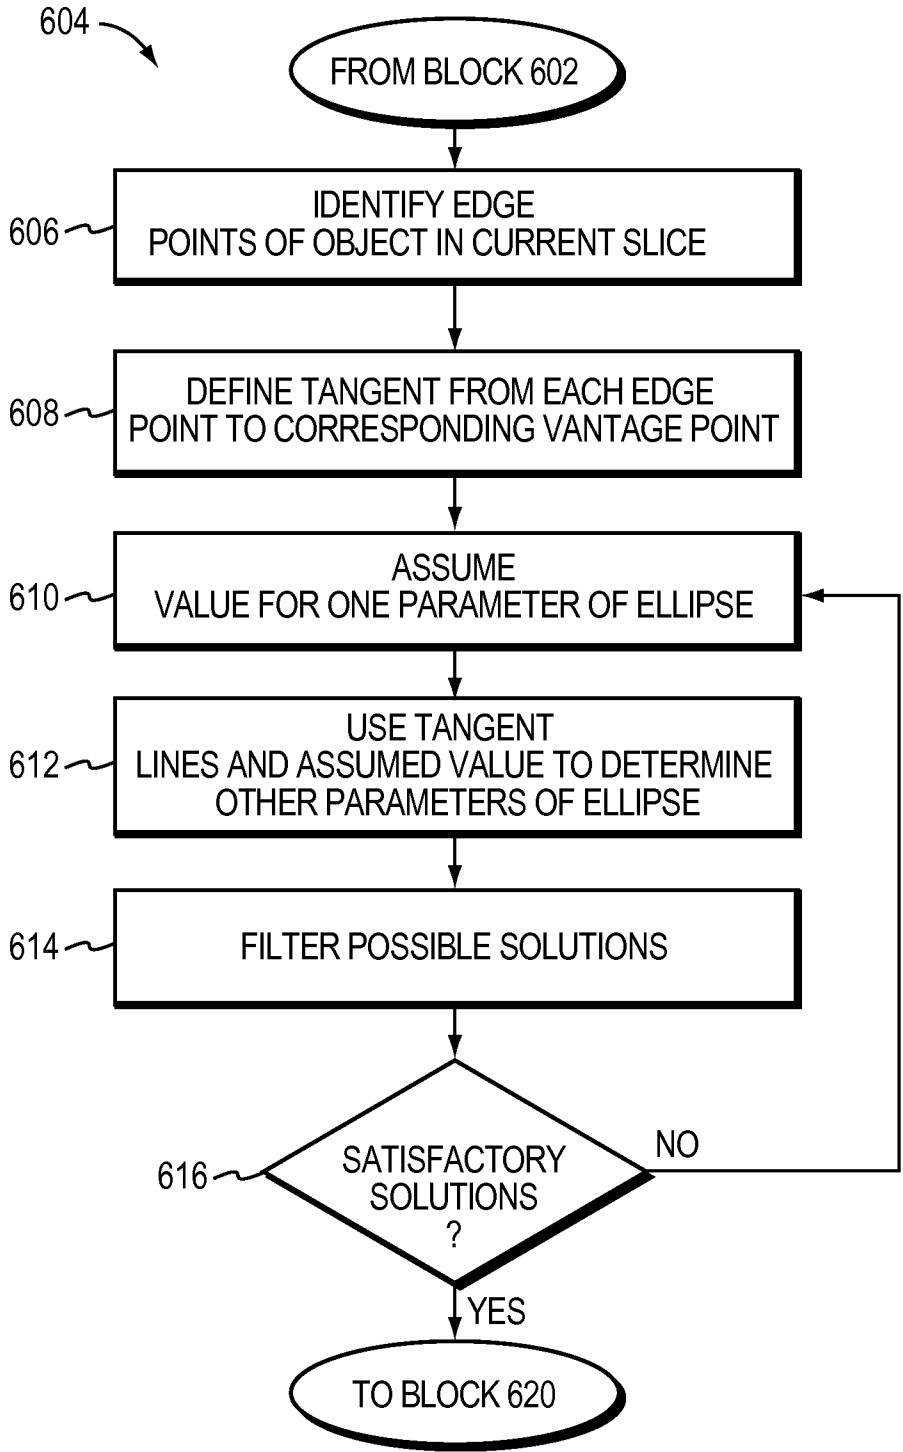 604
FROM BLOCK 602
606
IDENTIFY EDGE
POINTS OF OBJECT IN CURRENT SLICE
608
DEFINE TANGENT FROM EACH EDGE
POINT TO CORRESPONDING VANTAGE POINT
610
ASSUME
VALUE FOR ONE PARAMETER OF ELLIPSE
612
USE TANGENT
LINES AND ASSUMED VALUE TO DETERMINE
OTHER PARAMETERS OF ELLIPSE
614
FILTER POSSIBLE SOLUTIONS
616
SATISFACTORY
SOLUTIONS
?
NO
YES
TO BLOCK 620